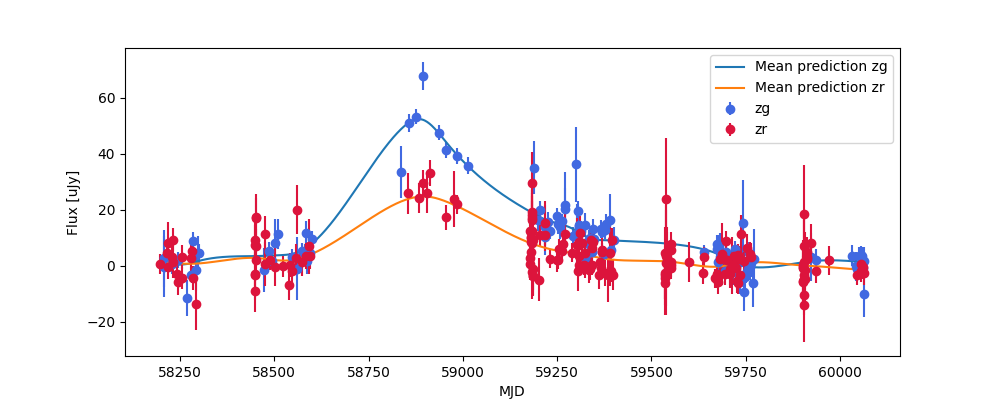 Mean prediction zg
Mean prediction zr
zg
zr
Flux [uJy]
60
40
20
0
−20
58250 58500 58750 59000 59250 59500 59750 60000
MJD